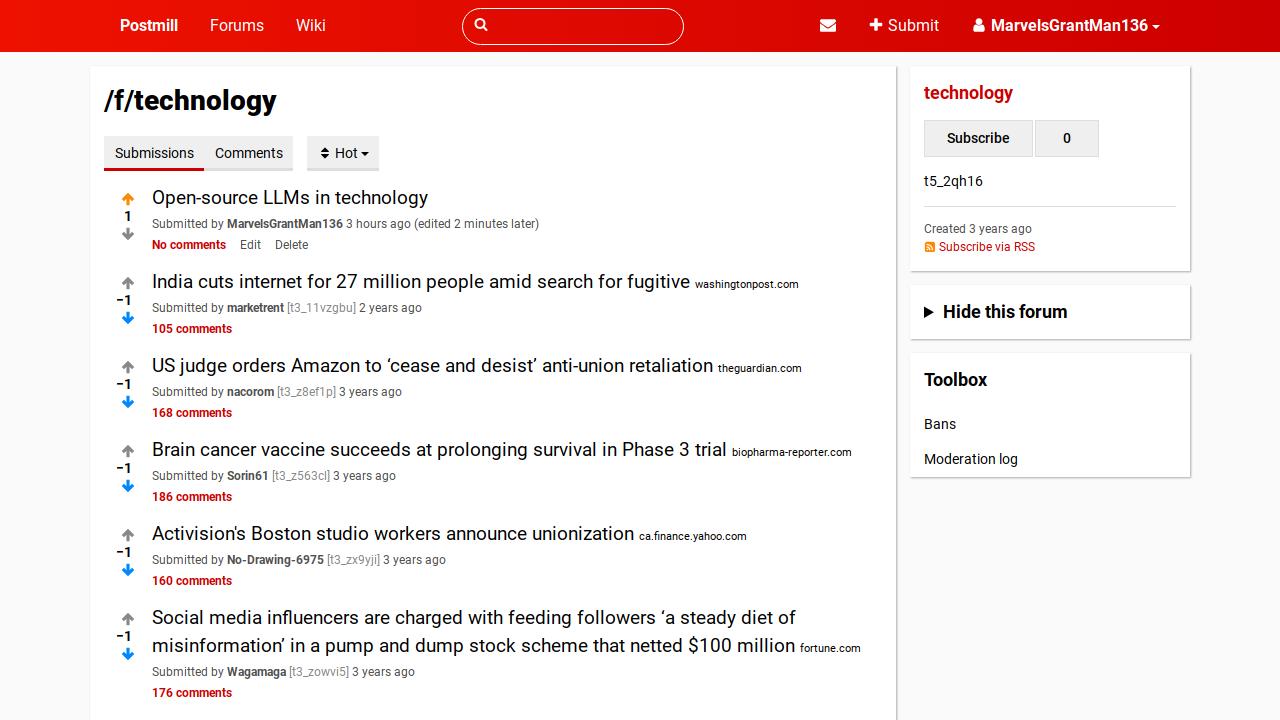 Postmill
Forums
Wiki
Submit
MarvelsGrantMan136
/f/technology
Submissions
Comments
Hot
Open-source LLMs in technology
1
Submitted by MarvelsGrantMan136 3 hours ago (edited 2 minutes later)
No comments Edit Delete
India cuts internet for 27 million people amid search for fugitive washingtonpost.com
−1
Submitted by marketrent [t3_11vzgbu] 2 years ago
105 comments
US judge orders Amazon to ‘cease and desist’ anti-union retaliation theguardian.com
−1
Submitted by nacorom [t3_z8ef1p] 3 years ago
168 comments
Brain cancer vaccine succeeds at prolonging survival in Phase 3 trial biopharma-reporter.com
−1
Submitted by Sorin61 [t3_z563cl] 3 years ago
186 comments
Activision's Boston studio workers announce unionization ca.finance.yahoo.com
−1
Submitted by No-Drawing-6975 [t3_zx9yji] 3 years ago
160 comments
Social media influencers are charged with feeding followers ‘a steady diet of
misinformation’ in a pump and dump stock scheme that netted $100 million fortune.com
−1
Submitted by Wagamaga [t3_zowvi5] 3 years ago
176 comments
technology
Subscribe 0
t5_2qh16
Created 3 years ago
Subscribe via RSS
Hide this forum
Toolbox
Bans
Moderation log